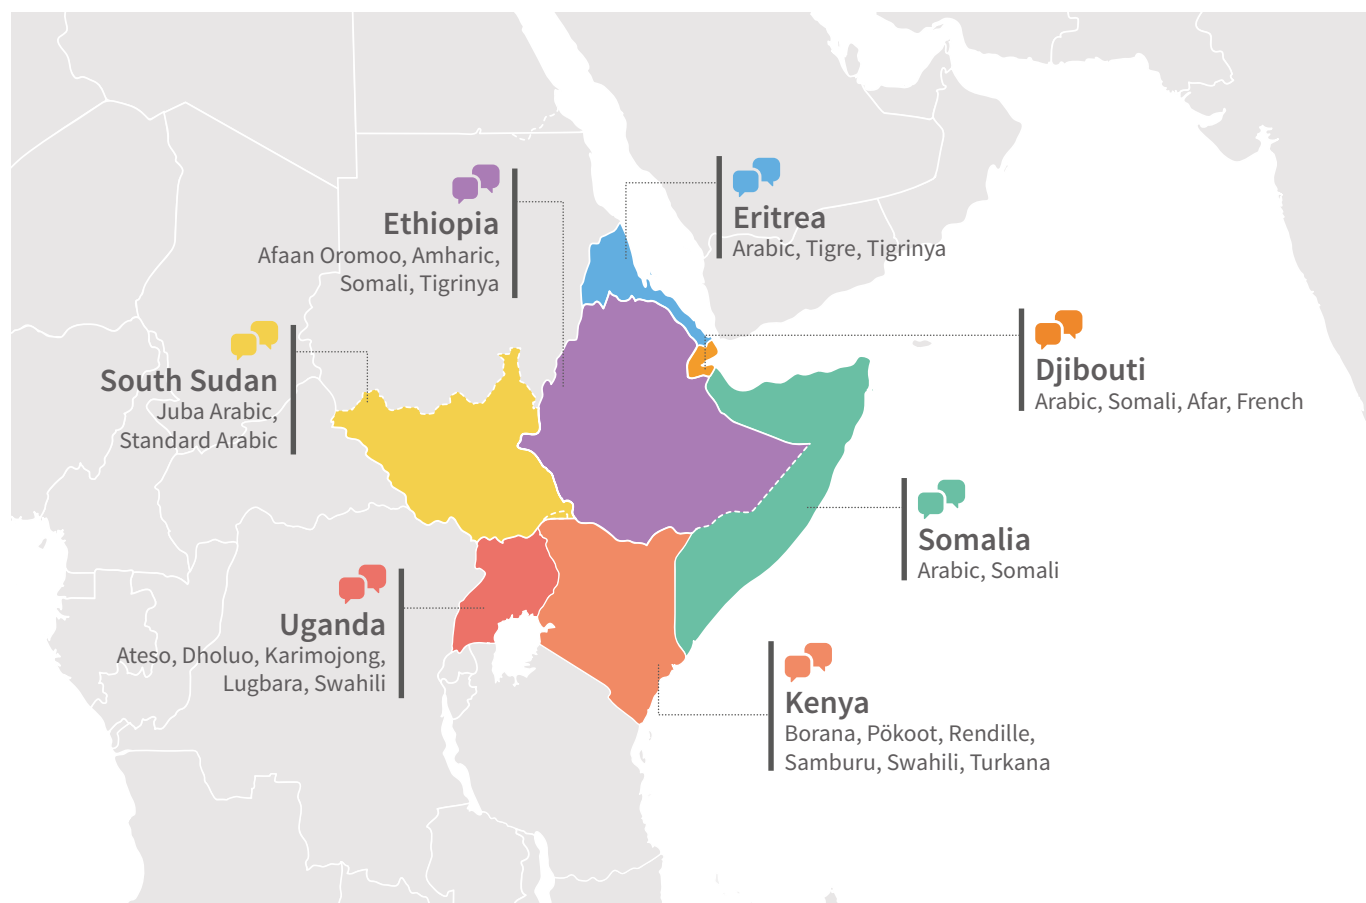 Ethiopia
Afaan Oromoo, Amharic,
Somali, Tigrinya
Eritrea
Arabic, Tigre, Tigrinya
South Sudan
Juba Arabic,
Standard Arabic
Djibouti
Arabic, Somali, Afar, French
Somalia
Arabic, Somali
Uganda
Ateso, Dholuo, Karimojong,
Lugbara, Swahili
Kenya
Borana, Pökoot, Rendille,
Samburu, Swahili, Turkana